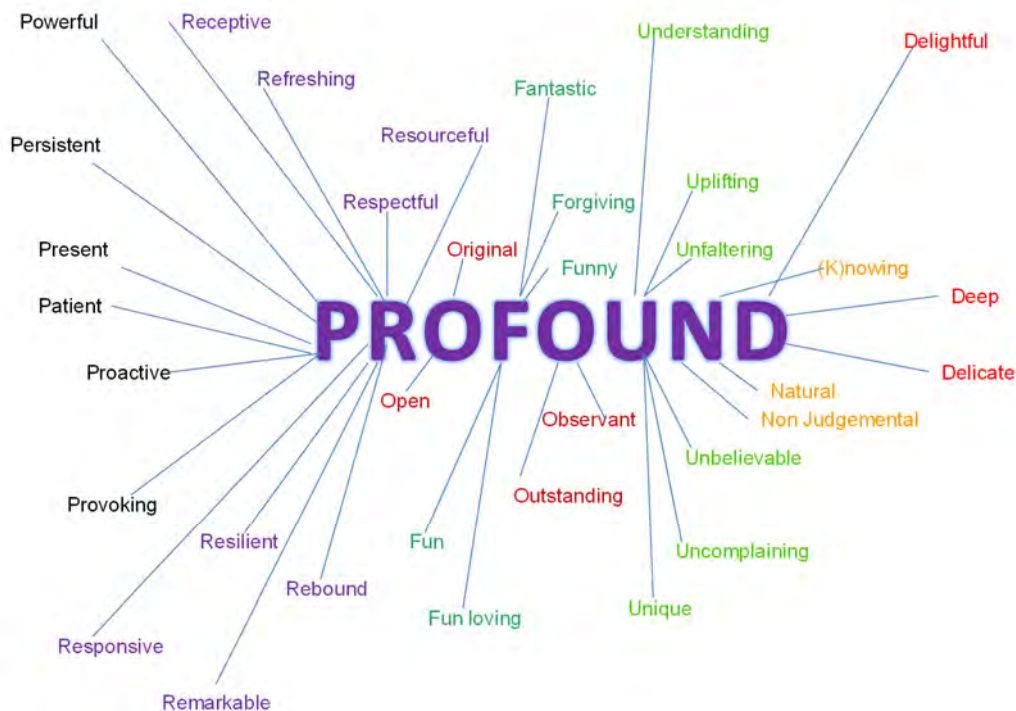 Powerful
Receptive
Understanding
Delightful
Refreshing
Fantastic
Resourceful
Persistent
Uplifting
Respectful
Forgiving
Present
Original
Unfaltering
Funny
(K)nowing
Patient
Deep
PROFOUND
Proactive
Delicate
Open
Natural
Observant
Non Judgemental
Unbelievable
Provoking
Outstanding
Resilient
Fun
Uncomplaining
Rebound
Unique
Fun loving
Responsive
Remarkable